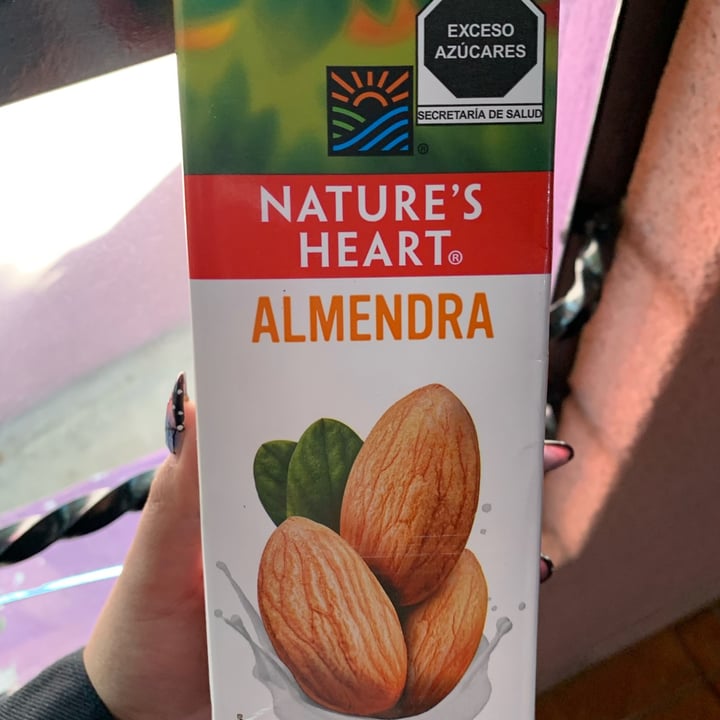 EXCESO
AZÚCARES
SECRETARÍA DE SALUD
®
NATURE'S
HEART®
ALMENDRA